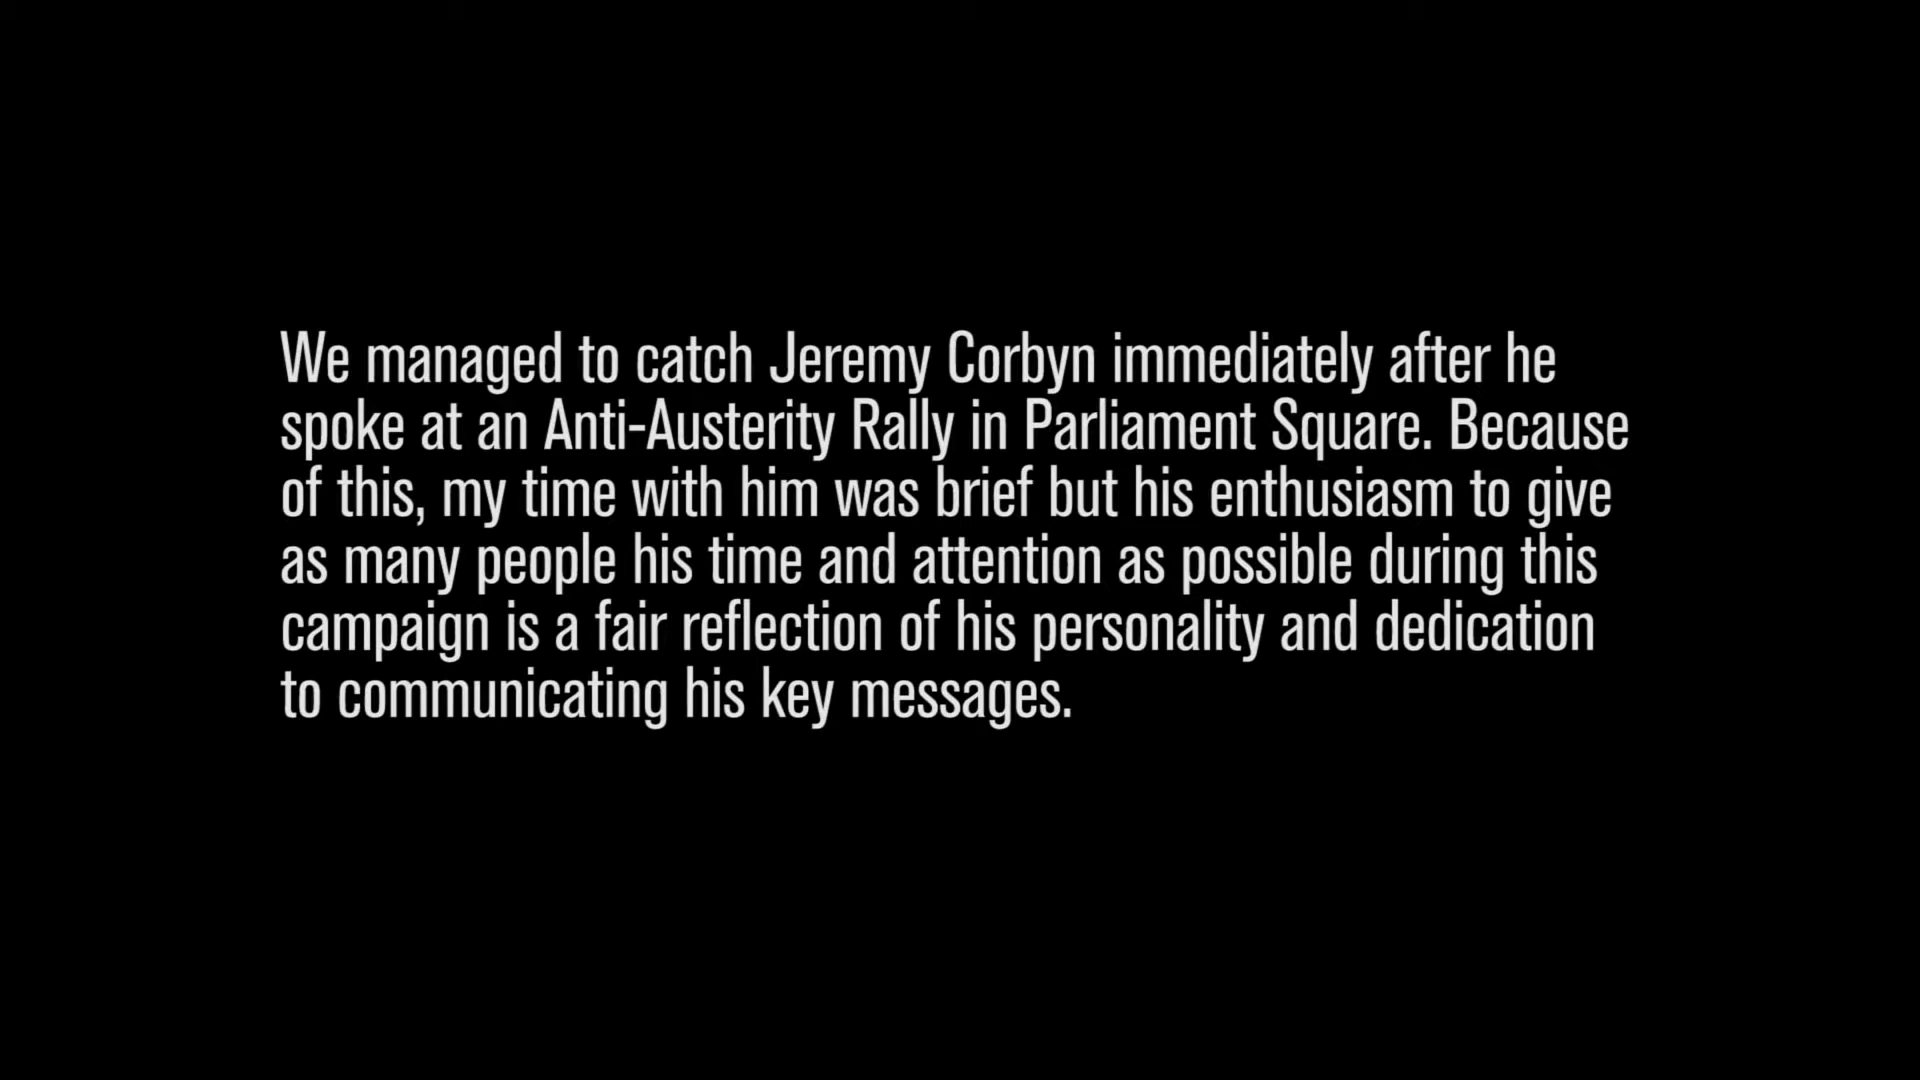 We managed to catch Jeremy Corbyn immediately after he
spoke at an Anti-Austerity Rally in Parliament Square. Because
of this, my time with him was brief but his enthusiasm to give
as many people his time and attention as possible during this
campaign is a fair reflection of his personality and dedication
to communicating his key messages.